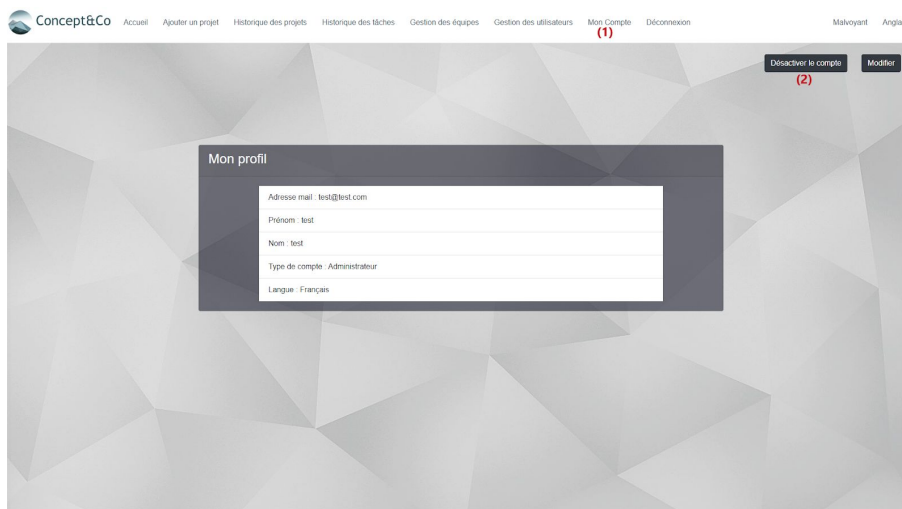 Concept&Co Accueil Ajouter un projet Historique des projets Historique des tâches Gestion des équipes Gestion des utilisateurs Mon Compte Déconnexion Malvoyant Angla
(1)
Désactiver le compte Modifier
(2)
Mon profil
Adresse mail : test@test.com
Prénom : test
Nom : test
Type de compte : Administrateur
Langue : Français